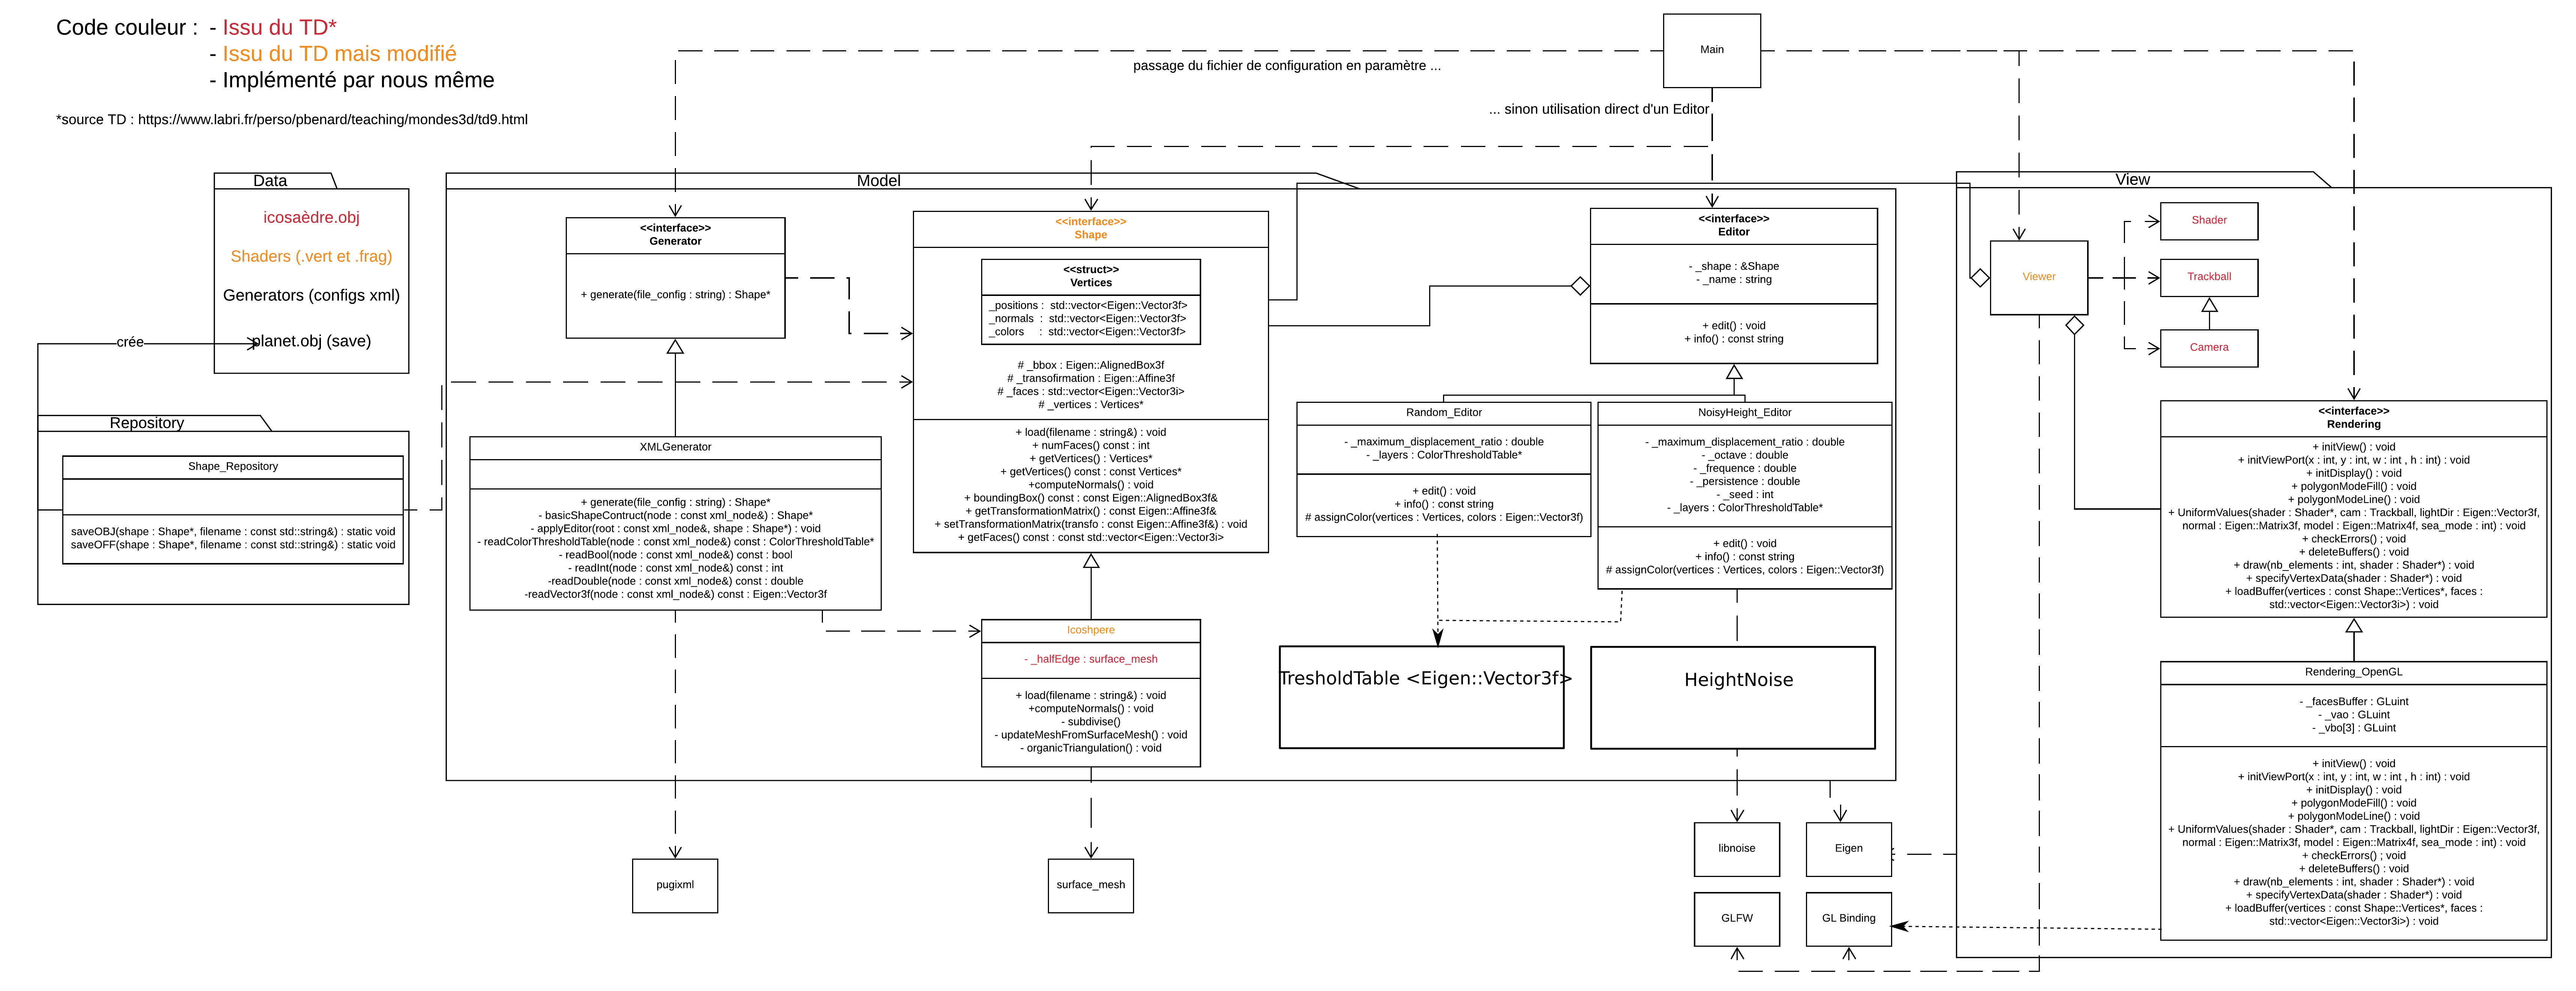 Code couleur :  - Issu du TD*
- Issu du TD mais modifié
- Implémenté par nous même
*source TD : https://www.labri.fr/perso/pbenard/teaching/mondes3d/td9.html
Main
passage du fichier de configuration en paramètre ...
... sinon utilisation direct d'un Editor
Data
icosaèdre.obj
Shaders (.vert et .frag)
Generators (configs xml)
planet.obj (save)
crée
Repository
Shape_Repository
saveOBJ(shape : Shape*, filename : const std::string&) : static void
saveOFF(shape : Shape*, filename : const std::string&) : static void
Model
<<interface>>
Generator
+ generate(file_config : string) : Shape*
XMLGenerator
+ generate(file_config : string) : Shape*
- basicShapeContruct(node : const xml_node&) : Shape*
- applyEditor(root : const xml_node&, shape : Shape*) : void
- readColorThresholdTable(node : const xml_node&) const : ColorThresholdTable*
- readBool(node : const xml_node&) const : bool
- readInt(node : const xml_node&) const : int
-readDouble(node : const xml_node&) const : double
-readVector3f(node : const xml_node&) const : Eigen::Vector3f
<<interface>>
Shape
<<struct>>
Vertices
_positions :  std::vector<Eigen::Vector3f>
_normals  :  std::vector<Eigen::Vector3f>
_colors     :  std::vector<Eigen::Vector3f>
# _bbox : Eigen::AlignedBox3f
# _transofirmation : Eigen::Affine3f
# _faces : std::vector<Eigen::Vector3i>
# _vertices : Vertices*
+ load(filename : string&) : void
+ numFaces() const : int
+ getVertices() : Vertices*
+ getVertices() const : const Vertices*
+computeNormals() : void
+ boundingBox() const : const Eigen::AlignedBox3f&
+ getTransformationMatrix() : const Eigen::Affine3f&
+ setTransformationMatrix(transfo : const Eigen::Affine3f&) : void
+ getFaces() const : const std::vector<Eigen::Vector3i>
Icoshpere
- _halfEdge : surface_mesh
+ load(filename : string&) : void
+computeNormals() : void
- subdivise()
- updateMeshFromSurfaceMesh() : void
- organicTriangulation() : void
<<interface>>
Editor
- _shape : &Shape
- _name : string
+ edit() : void
+ info() : const string
Random_Editor
- _maximum_displacement_ratio : double
- _layers : ColorThresholdTable*
+ edit() : void
+ info() : const string
# assignColor(vertices : Vertices, colors : Eigen::Vector3f)
NoisyHeight_Editor
- _maximum_displacement_ratio : double
- _octave : double
- _frequence : double
- _persistence : double
- _seed : int
- _layers : ColorThresholdTable*
+ edit() : void
+ info() : const string
# assignColor(vertices : Vertices, colors : Eigen::Vector3f)
TresholdTable <Eigen::Vector3f>
HeightNoise
pugixml
surface_mesh
libnoise
Eigen
GLFW
GL Binding
View
Viewer
Shader
Trackball
Camera
<<interface>>
Rendering
+ initView() : void
+ initViewPort(x : int, y : int, w : int , h : int) : void
+ initDisplay() : void
+ polygonModeFill() : void
+ polygonModeLine() : void
+ UniformValues(shader : Shader*, cam : Trackball, lightDir : Eigen::Vector3f,
normal : Eigen::Matrix3f, model : Eigen::Matrix4f, sea_mode : int) : void
+ checkErrors() ; void
+ deleteBuffers() : void
+ draw(nb_elements : int, shader : Shader*) : void
+ specifyVertexData(shader : Shader*) : void
+ loadBuffer(vertices : const Shape::Vertices*, faces :
std::vector<Eigen::Vector3i>) : void
Rendering_OpenGL
- _facesBuffer : GLuint
- _vao : GLuint
- _vbo[3] : GLuint
+ initView() : void
+ initViewPort(x : int, y : int, w : int , h : int) : void
+ initDisplay() : void
+ polygonModeFill() : void
+ polygonModeLine() : void
+ UniformValues(shader : Shader*, cam : Trackball, lightDir : Eigen::Vector3f,
normal : Eigen::Matrix3f, model : Eigen::Matrix4f, sea_mode : int) : void
+ checkErrors() ; void
+ deleteBuffers() : void
+ draw(nb_elements : int, shader : Shader*) : void
+ specifyVertexData(shader : Shader*) : void
+ loadBuffer(vertices : const Shape::Vertices*, faces :
std::vector<Eigen::Vector3i>) : void